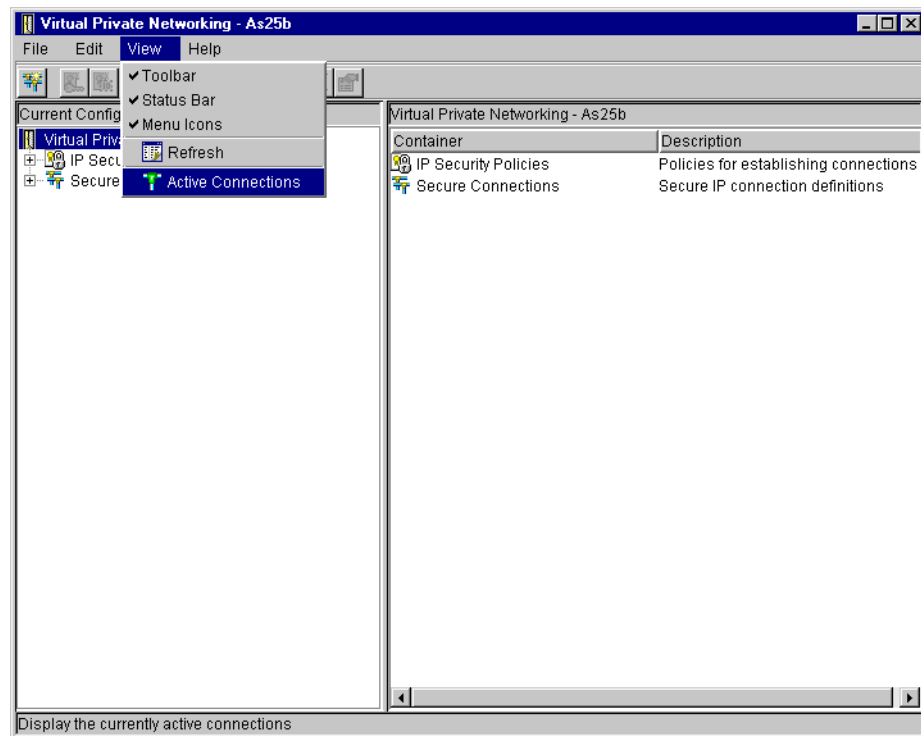 Virtual Private Networking - As25b
File Edit View Help
Toolbar
Status Bar
Menu Icons
Refresh
Active Connections
Current Config
Virtual Priv
IP Secu
Secure
Virtual Private Networking - As25b
Container Description
IP Security Policies Policies for establishing connections
Secure Connections Secure IP connection definitions
Display the currently active connections